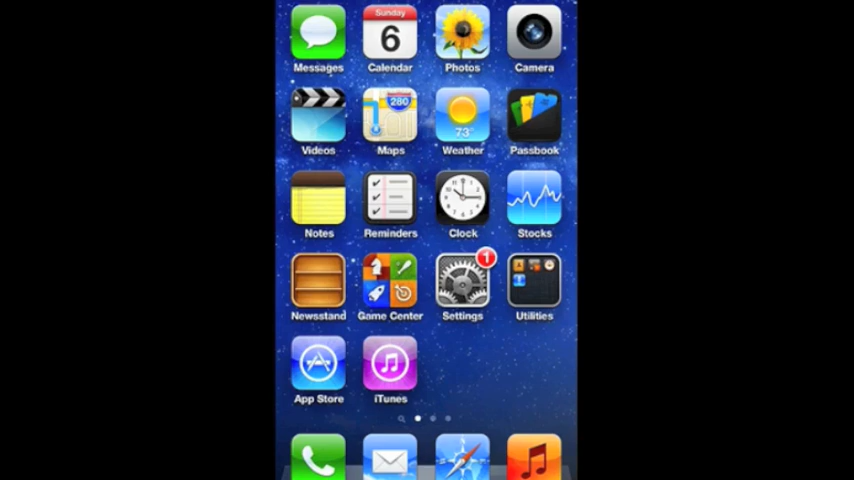 Sunday
6
Messages Calendar Photos Camera
280
73°
Videos Maps Weather Passbook
Notes Reminders Clock Stocks
1
Newsstand Game Center Settings Utilities
App Store iTunes